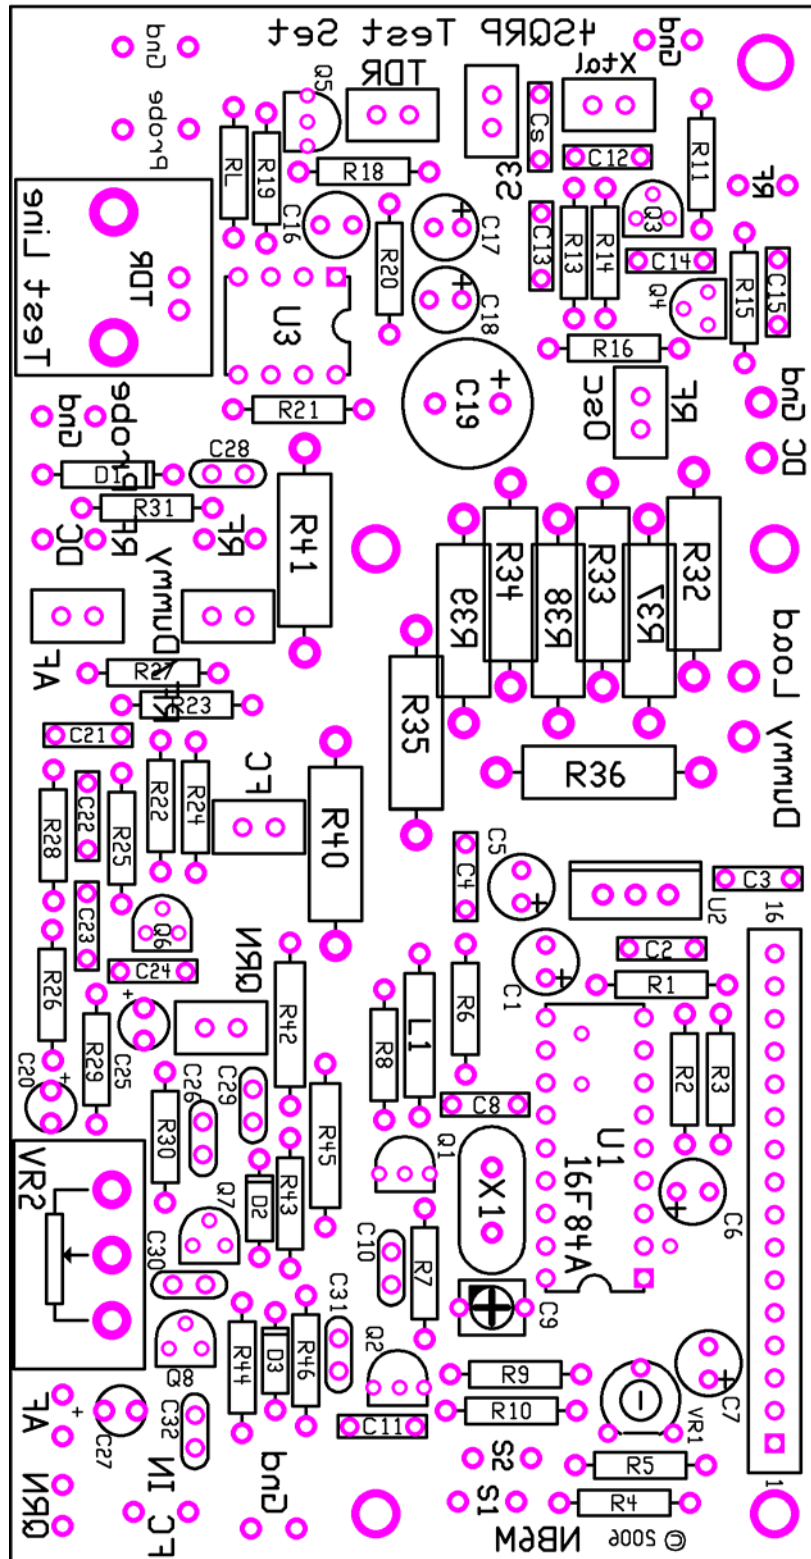 4SQRP Test Set
Gnd
Gnd
Q5
TDR
Xtal
Probe
RL
R19
Cs
C12
R11
R18
S3
RF
C16
C17
C13
R13
R14
Q3
Line Test
TDR
R20
C14
C15
U3
C18
Q4
R15
R16
C19
Osc
RF
Gnd
DC
R21
Gnd
Probe
C28
D1
R31
DC
RF
RF
R41
R39
R34
R38
R33
R37
R32
Dummy
Load
AF
R27
R23
R35
C21
RF
FC
R36
Dummy
R28
C22
R25
R22
R24
R40
C5
C4
U2
C3
16
C23
Q6
NRQ
C2
R26
C24
C1
R1
R42
R8
L1
R6
R2
R3
C20
R29
C25
C8
R30
C26
C29
R45
Q1
U1
16F84A
VR2
Q7
D2
R43
X1
C6
C30
C10
R7
C9
C31
Q8
R44
D3
R46
Q2
R9
C7
AF
C27
C32
C11
R10
VR1
S2
R5
NRQ
FC IN
Gnd
S1
R4
1
NB6M
© 2006